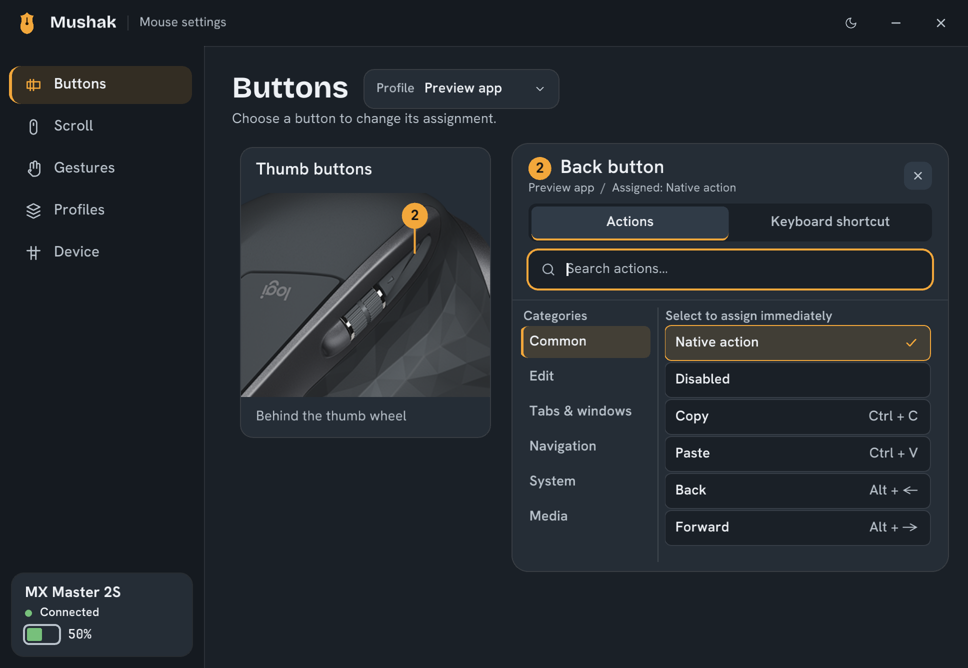 Mushak
Mouse settings
Buttons
Scroll
Gestures
Profiles
Device
MX Master 2S
Connected
50%
Buttons
Profile Preview app
Choose a button to change its assignment.
Thumb buttons
2
logi
Behind the thumb wheel
2 Back button
Preview app / Assigned: Native action
Actions
Keyboard shortcut
Search actions...
Categories
Common
Edit
Tabs & windows
Navigation
System
Media
Select to assign immediately
Native action
Disabled
Copy Ctrl + C
Paste Ctrl + V
Back Alt + ←
Forward Alt + →